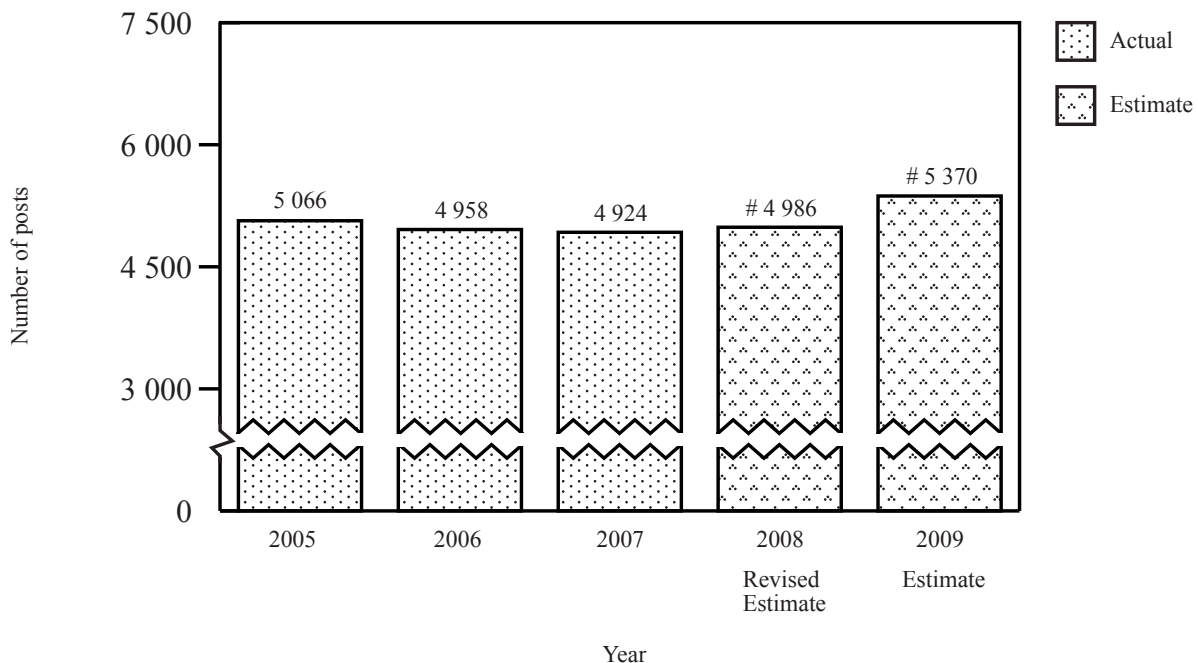 7 500
6 000
4 500
3 000
0
Number of posts
5 066
4 958
4 924
# 4 986
# 5 370
2005
2006
2007
2008
2009
Revised
Estimate
Estimate
Year
Actual
Estimate